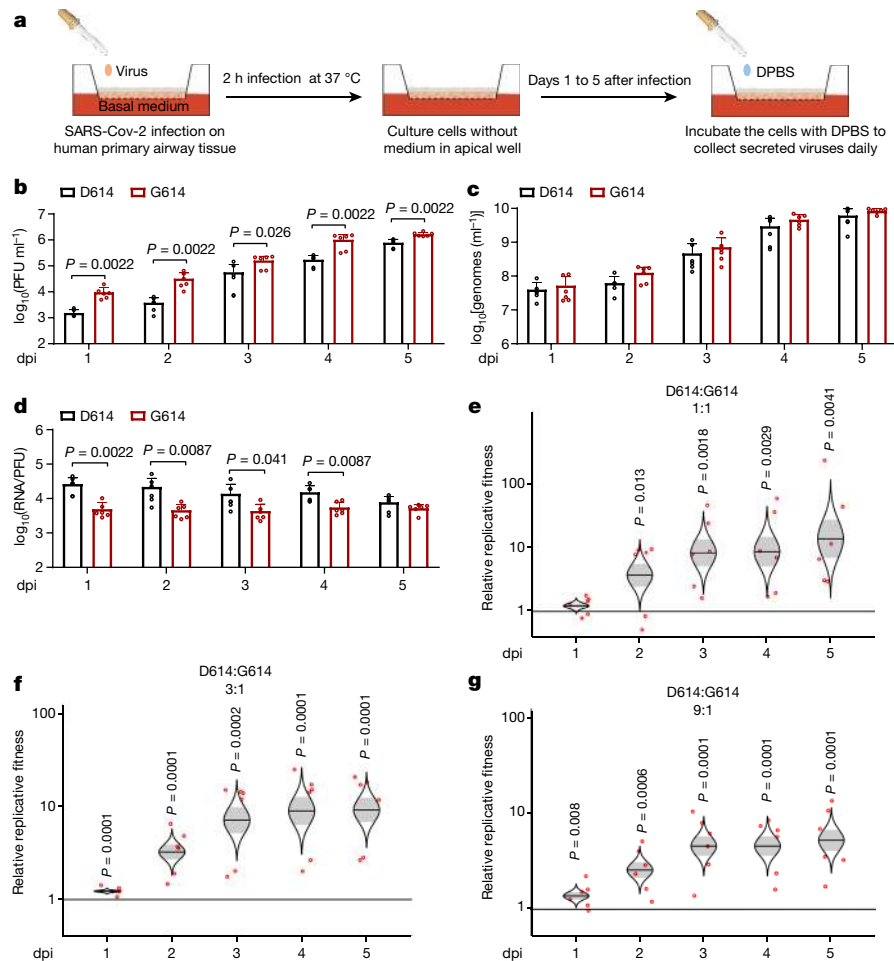 a
Virus
Basal medium
2 h infection at 37 °C
Days 1 to 5 after infection
DPBS
SARS-Cov-2 infection on
human primary airway tissue
Culture cells without
medium in apical well
Incubate the cells with DPBS to
collect secreted viruses daily
b
D614 G614
log10(PFU ml−1)
7
6
5
4
3
2
P = 0.0022
P = 0.0022
P = 0.026
P = 0.0022
P = 0.0022
dpi 1 2 3 4 5
c
D614 G614
log10[genomes (ml−1)]
10
9
8
7
6
dpi 1 2 3 4 5
d
D614 G614
log10(RNA/PFU)
6
5
4
3
2
P = 0.0022
P = 0.0087
P = 0.041
P = 0.0087
dpi 1 2 3 4 5
e
D614:G614
1:1
Relative replicative fitness
100
10
1
P = 0.013
P = 0.0018
P = 0.0029
P = 0.0041
dpi 1 2 3 4 5
f
D614:G614
3:1
Relative replicative fitness
100
10
1
P = 0.0001
P = 0.0001
P = 0.0002
P = 0.0001
P = 0.0001
dpi 1 2 3 4 5
g
D614:G614
9:1
Relative replicative fitness
100
10
1
P = 0.008
P = 0.0006
P = 0.0001
P = 0.0001
P = 0.0001
dpi 1 2 3 4 5